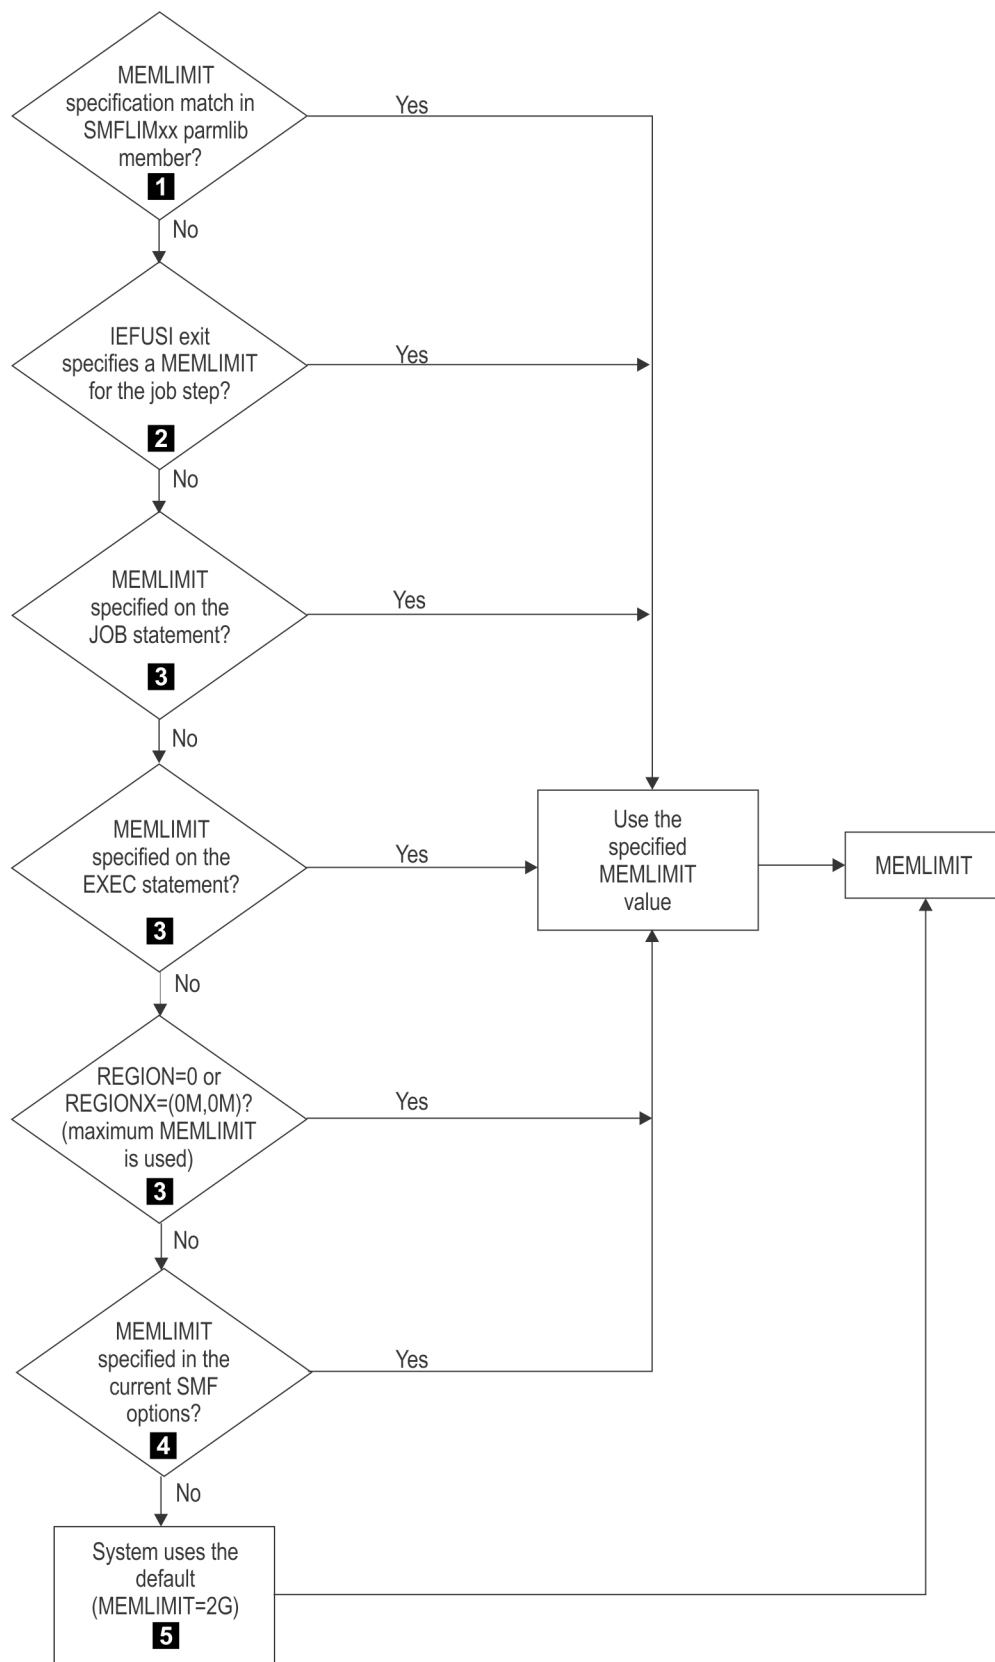 MEMLIMIT
specification match in
SMFLIMxx parmlib
member?
1
Yes
No
IEFUSI exit
specifies a MEMLIMIT
for the job step?
2
Yes
No
MEMLIMIT
specified on the
JOB statement?
3
Yes
No
MEMLIMIT
specified on the
EXEC statement?
3
Yes
Use the
specified
MEMLIMIT
value
MEMLIMIT
No
REGION=0 or
REGIONX=(0M,0M)?
(maximum MEMLIMIT
is used)
3
Yes
No
MEMLIMIT
specified in the
current SMF
options?
4
Yes
No
System uses the
default
(MEMLIMIT=2G)
5